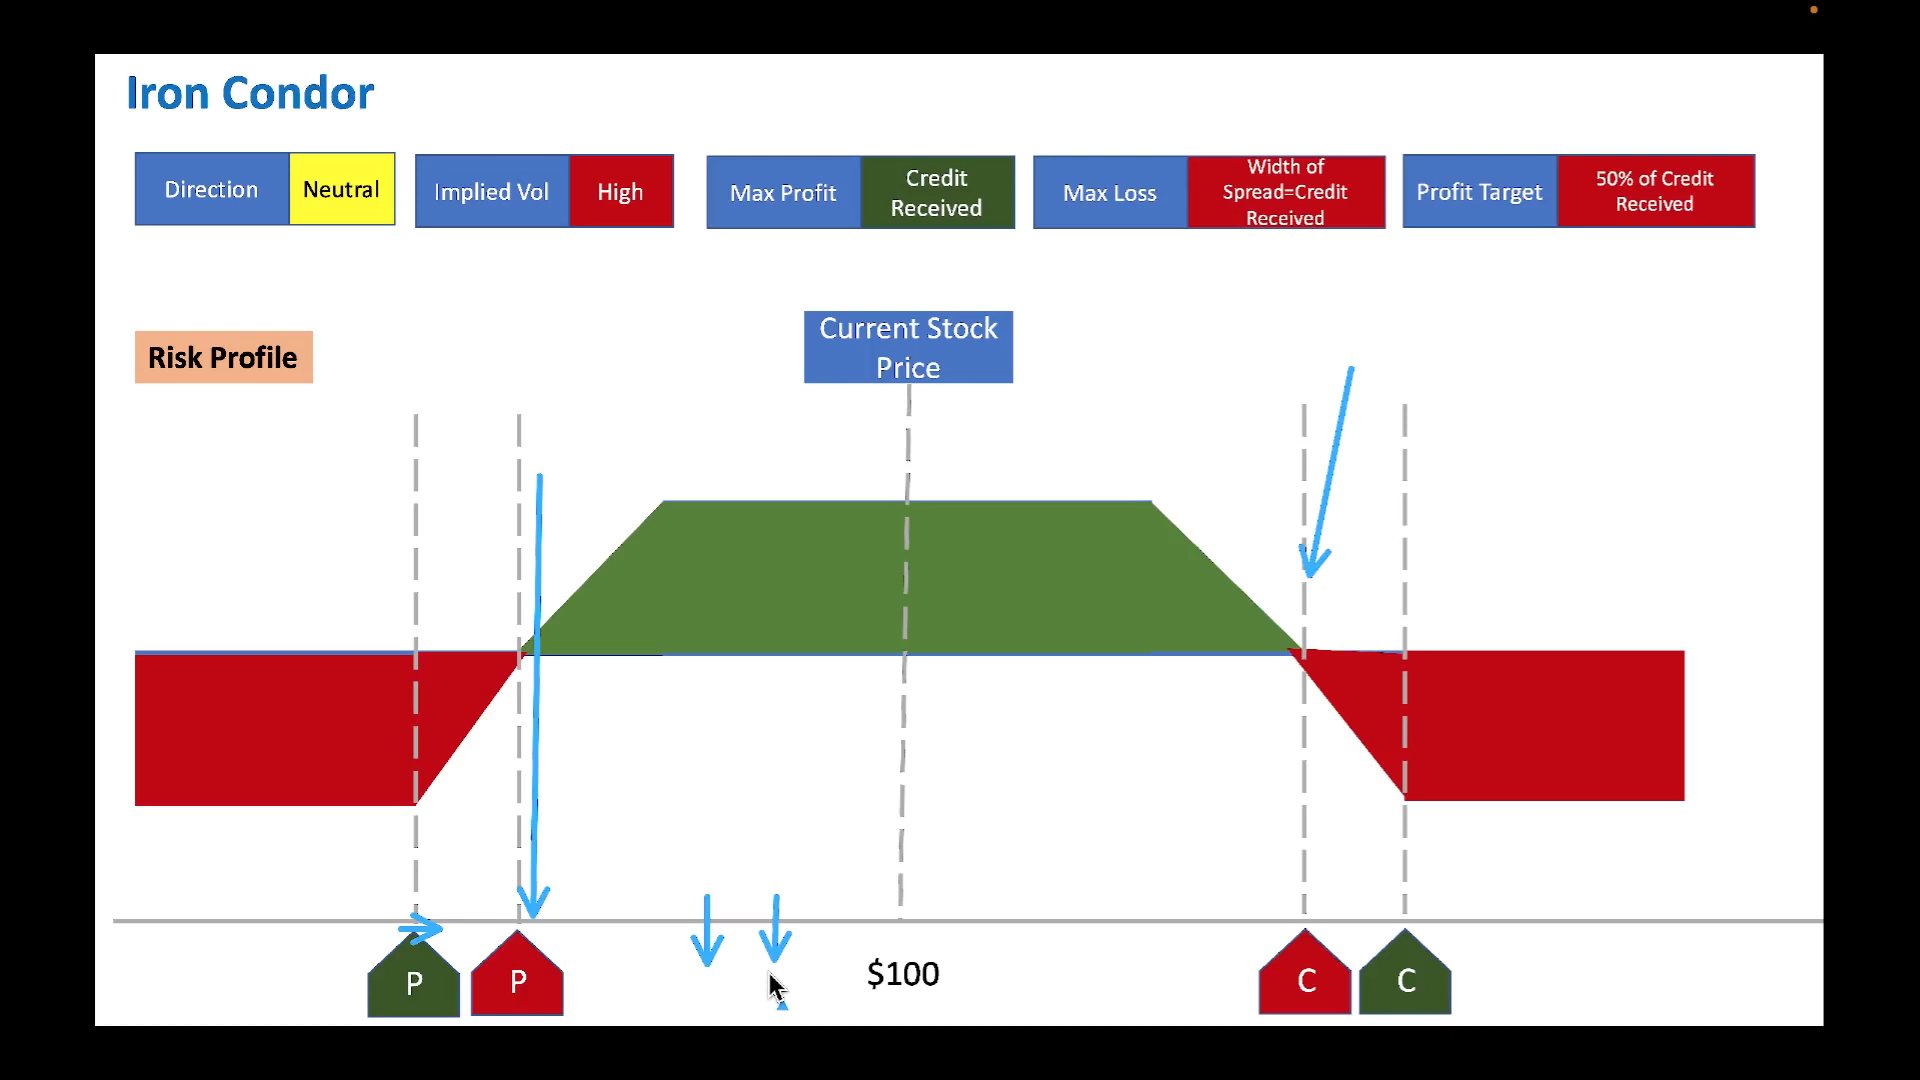 Iron Condor
Direction
Neutral
Implied Vol
High
Max Profit
Credit
Received
Max Loss
Width of
Spread=Credit
Received
Profit Target
50% of Credit
Received
Risk Profile
Current Stock
Price
P
P
$100
C
C